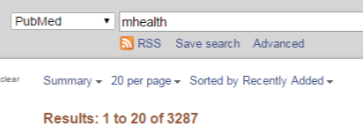 PubMed mhealth
RSS Save search Advanced
clear Summary 20 per page Sorted by Recently Added
Results: 1 to 20 of 3287